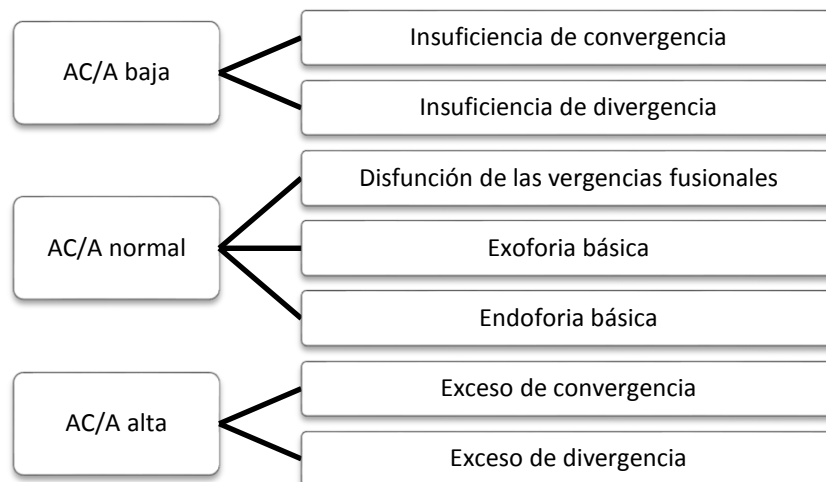 AC/A baja
Insuficiencia de convergencia
Insuficiencia de divergencia
AC/A normal
Disfunción de las vergencias fusionales
Exoforia básica
Endoforia básica
AC/A alta
Exceso de convergencia
Exceso de divergencia